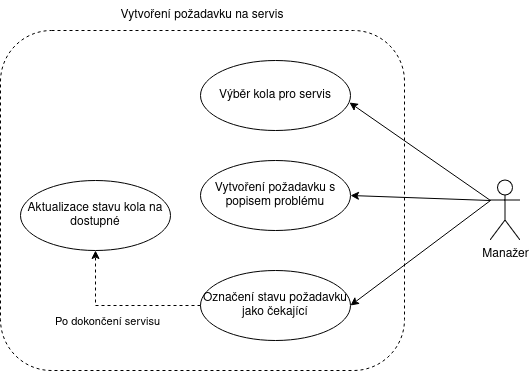 Vytvoření požadavku na servis
Výběr kola pro servis
Vytvoření požadavku s
popisem problému
Aktualizace stavu kola na
dostupné
Manažer
Označení stavu požadavku
jako čekající
Po dokončení servisu